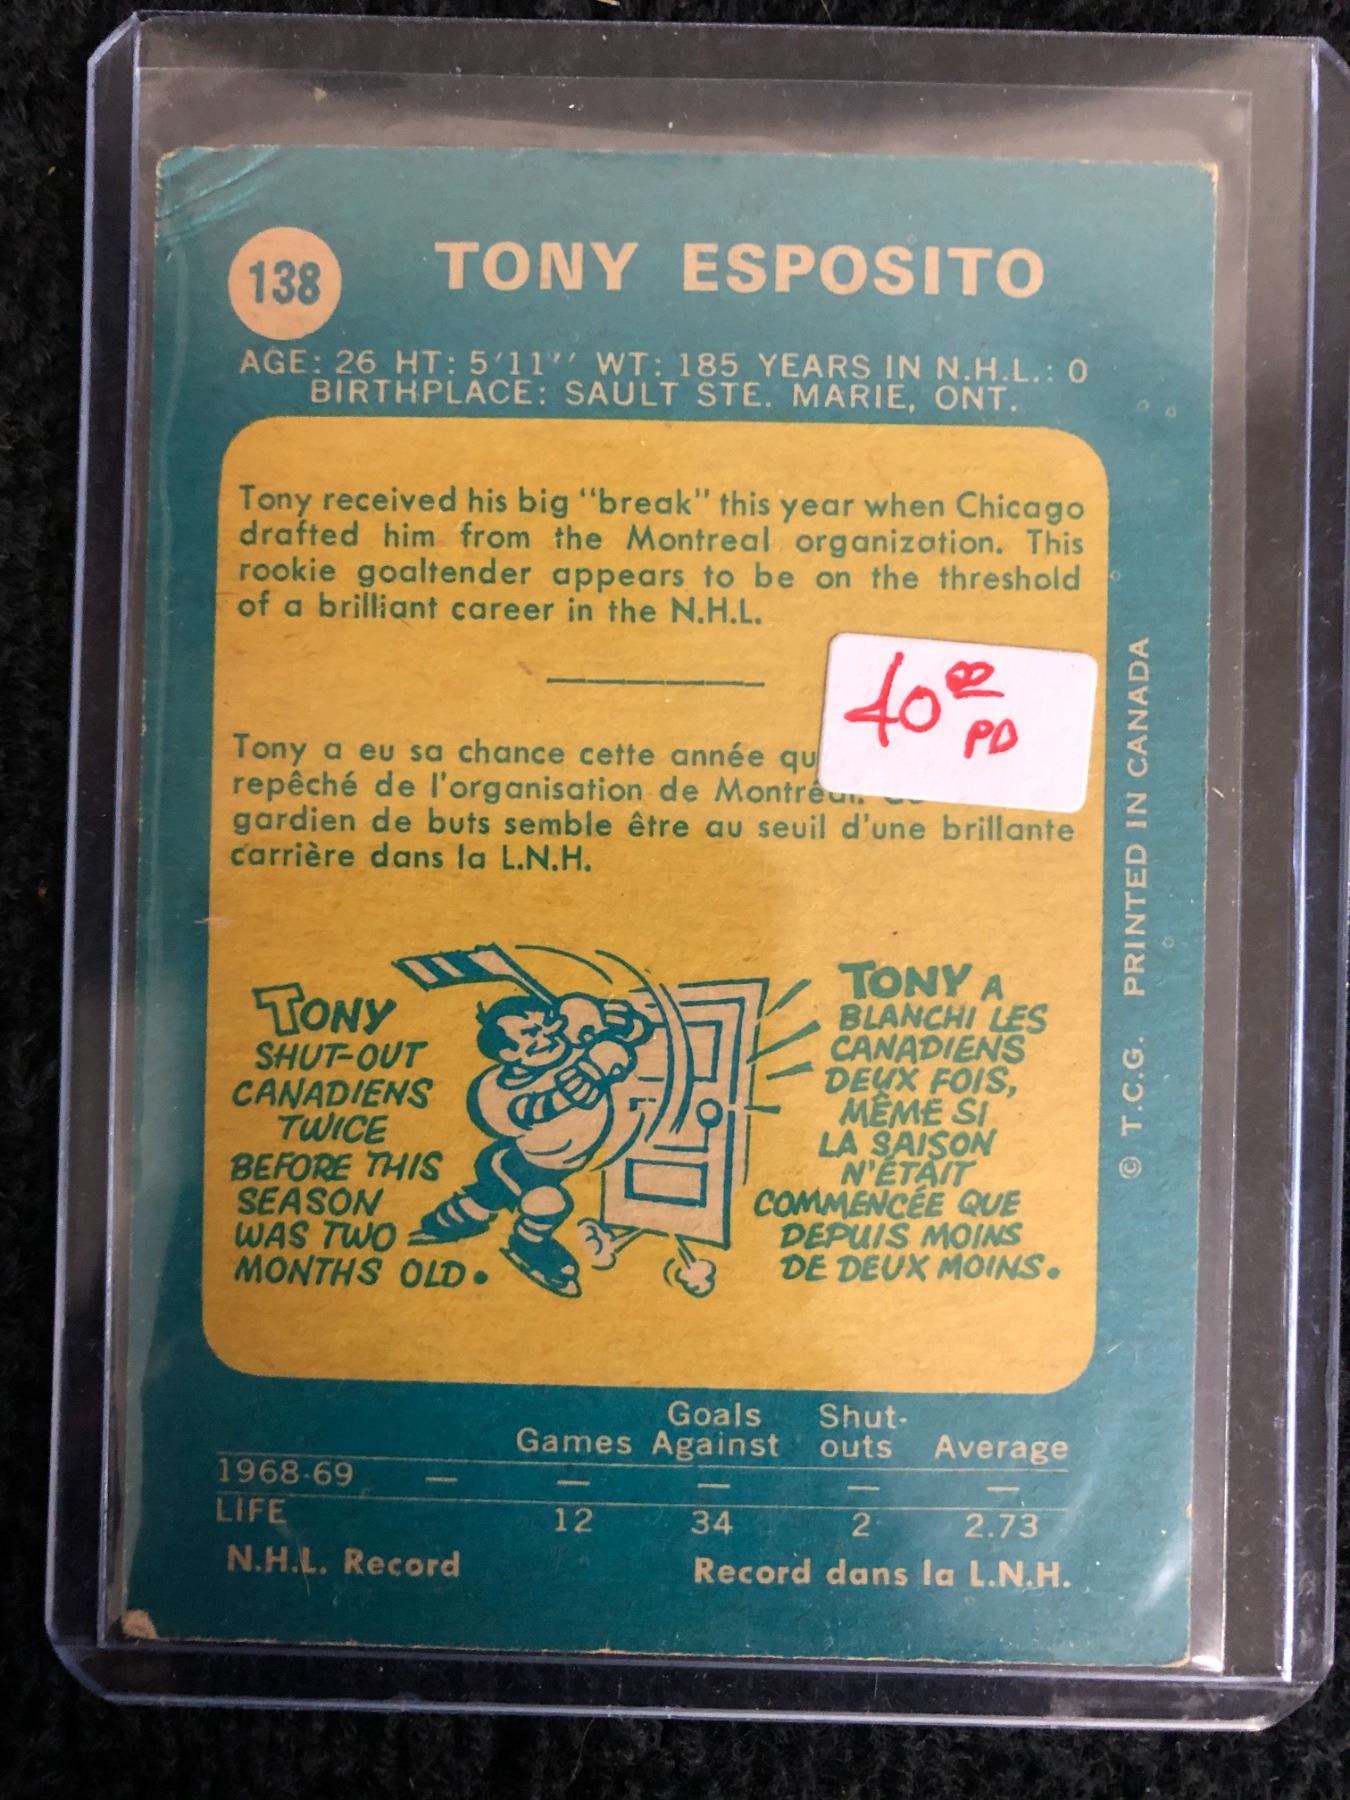 138
TONY ESPOSITO
AGE: 26 HT: 5'11'' WT: 185 YEARS IN N.H.L.: 0
BIRTHPLACE: SAULT STE. MARIE, ONT.
Tony received his big "break" this year when Chicago
drafted him from the Montreal organization. This
rookie goaltender appears to be on the threshold
of a brilliant career in the N.H.L.
40 00
PD
Tony a eu sa chance cette année
repêché de l'organisation de Montréal.
gardien de buts semble être au seuil d'une brillante
carrière dans la L.N.H.
TONY
SHUT-OUT
CANADIENS
TWICE
BEFORE THIS
SEASON
WAS TWO
MONTHS OLD.
TONY A
BLANCHI LES
CANADIENS
DEUX FOIS,
MÊME SI
LA SAISON
N'ÉTAIT
COMMENCÉE QUE
DEPUIS MOINS
DE DEUX MOINS.
© T.C.G. PRINTED IN CANADA
Goals Shut-
Games Against outs Average
1968-69 — — — — —
LIFE 12 34 2 2.73
N.H.L. Record Record dans la L.N.H.